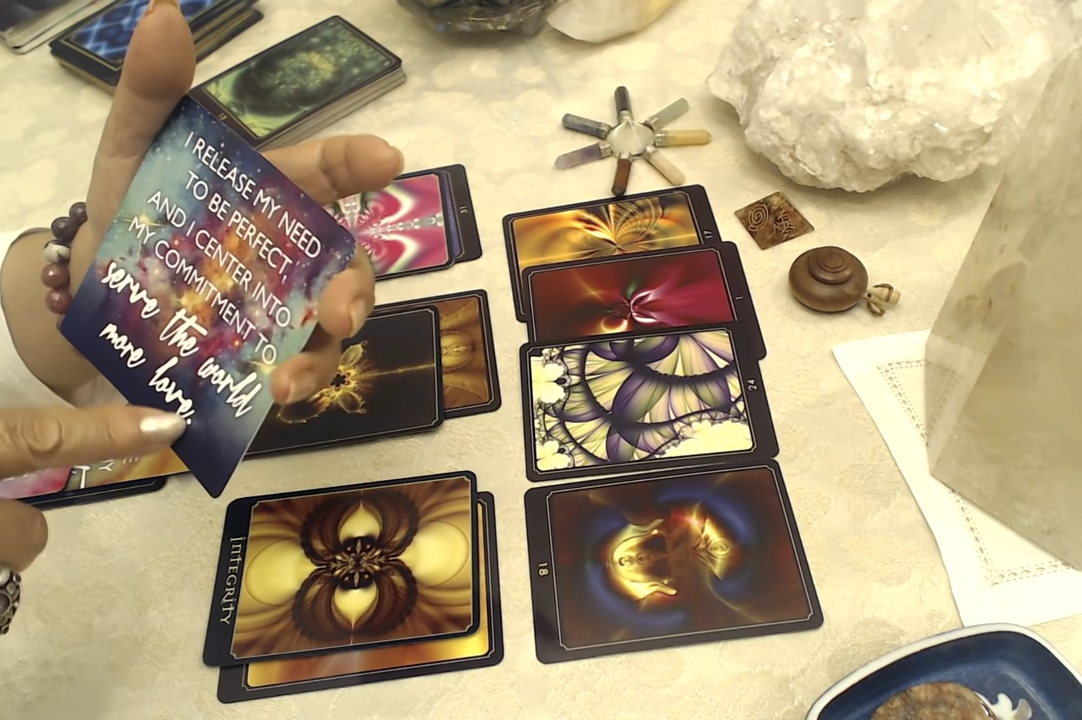 I RELEASE MY NEED
TO BE PERFECT,
AND I CENTER INTO
MY COMMITMENT TO
serve the world
more love.
31
17
1
24
INTEGRITY
18